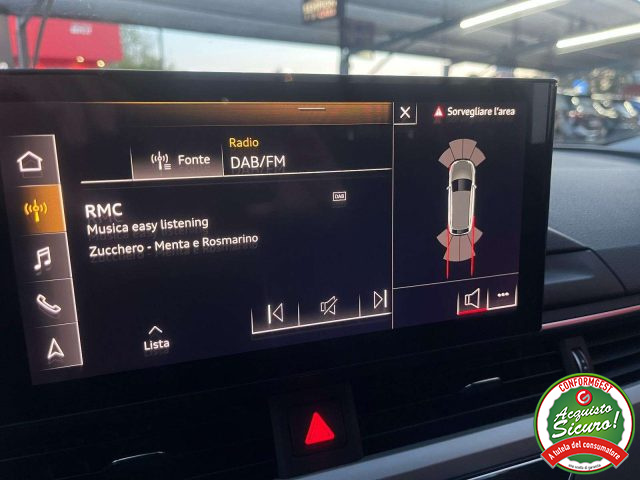 Radio
Fonte
DAB/FM
RMC
DAB
Musica easy listening
Zucchero - Menta e Rosmarino
Lista
Sorvegliare l'area
CONFORMGEST
Acquisto
Sicuro!
A tutela del consumatore